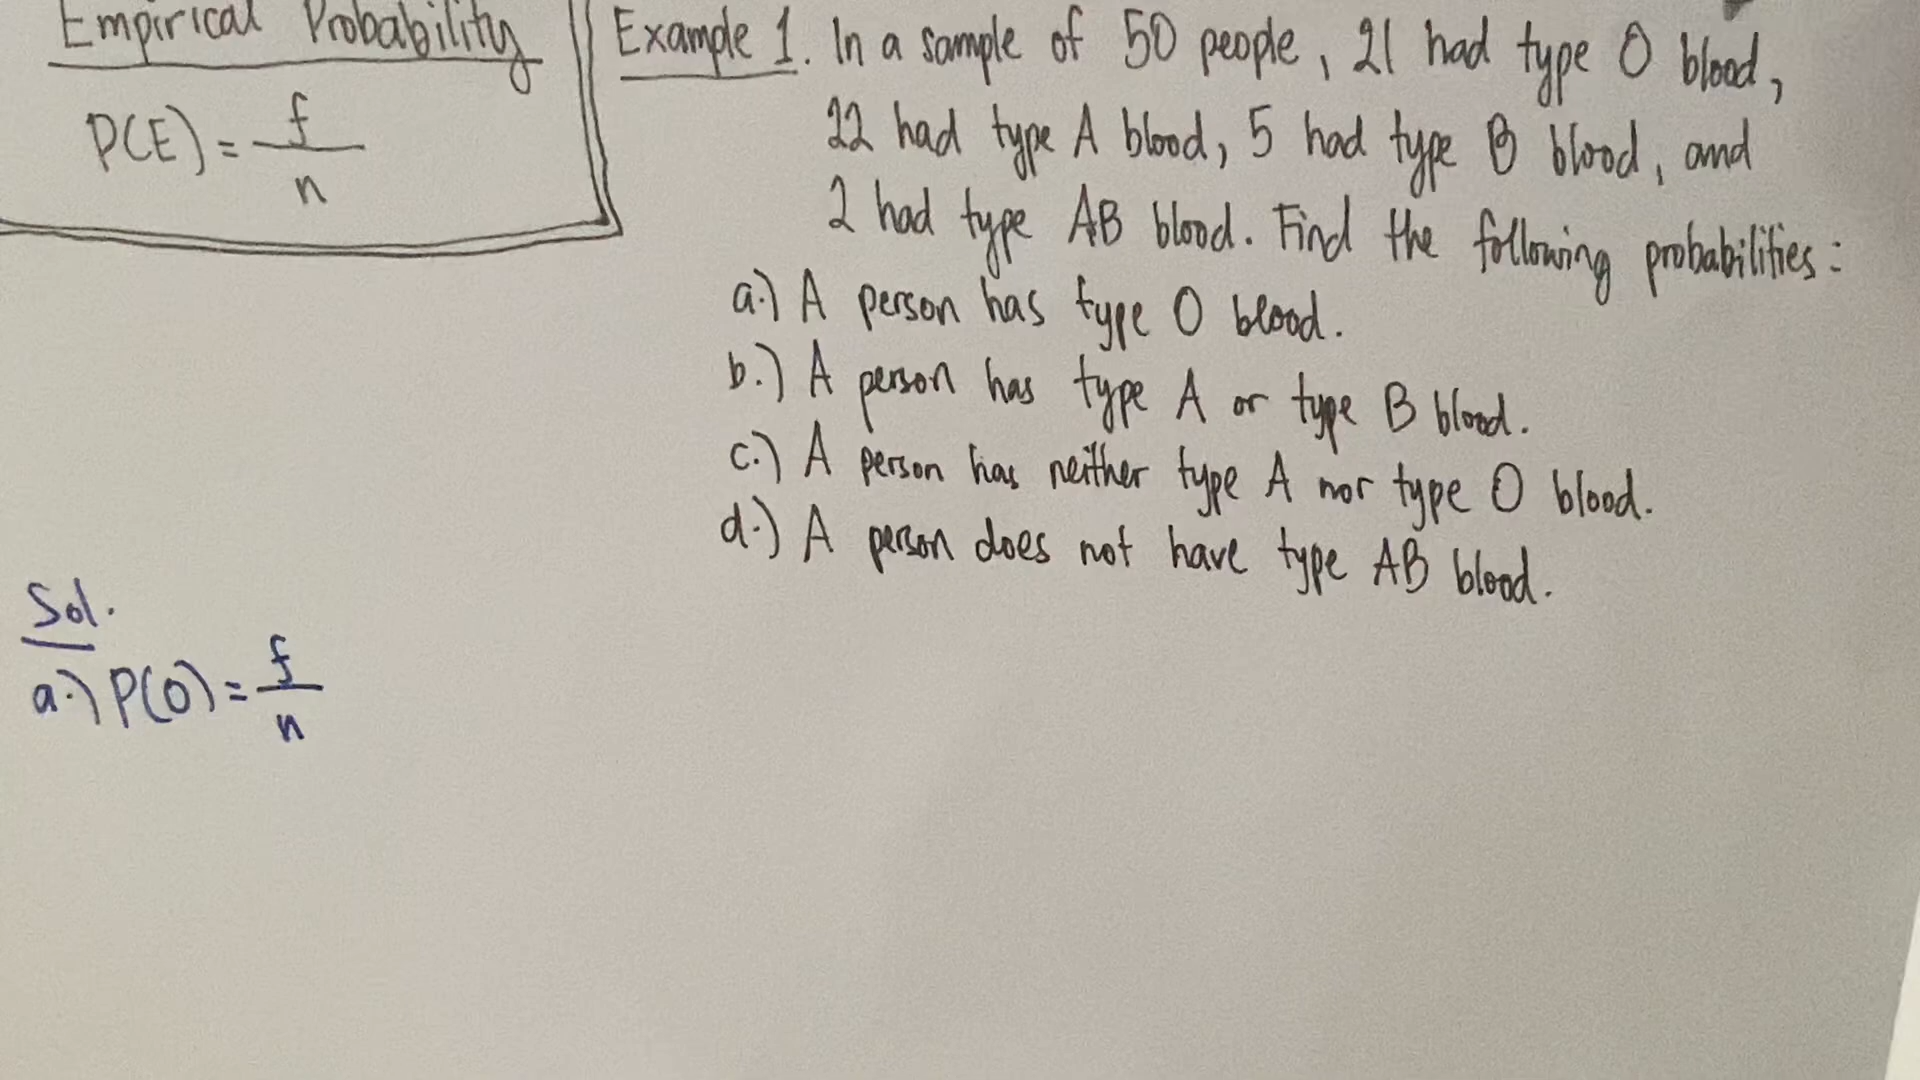 Empirical Probability
P(E) = f/n
Example 1. In a sample of 50 people, 21 had type O blood,
22 had type A blood, 5 had type B blood, and
2 had type AB blood. Find the following probabilities:
a.) A person has type O blood.
b.) A person has type A or type B blood.
c.) A person has neither type A nor type O blood.
d.) A person does not have type AB blood.
Sol.
a.) P(O) = f/n